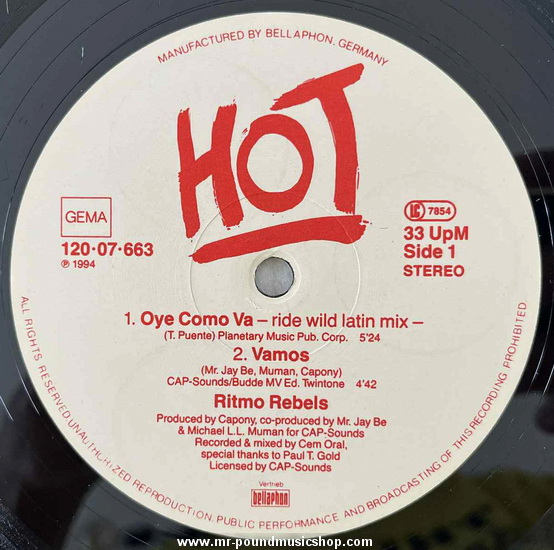 MANUFACTURED BY BELLAPHON, GERMANY
HOT
GEMA
120·07·663
℗ 1994
LC 7854
33 UpM
Side 1
STEREO
1. Oye Como Va – ride wild latin mix –
(T. Puente) Planetary Music Pub. Corp. 5'24
2. Vamos
(Mr. Jay Be, Muman, Capony)
CAP-Sounds/Budde MV Ed. Twintone 4'42
Ritmo Rebels
Produced by Capony, co-produced by Mr. Jay Be
& Michael L.L. Muman for CAP-Sounds
Recorded & mixed by Cem Oral,
special thanks to Paul T. Gold
Licensed by CAP-Sounds
Vertrieb
bellaphon
ALL RIGHTS RESERVED UNAUTHORIZED REPRODUCTION, PUBLIC PERFORMANCE AND BROADCASTING OF THIS RECORDING PROHIBITED.
www.mr-poundmusicshop.com